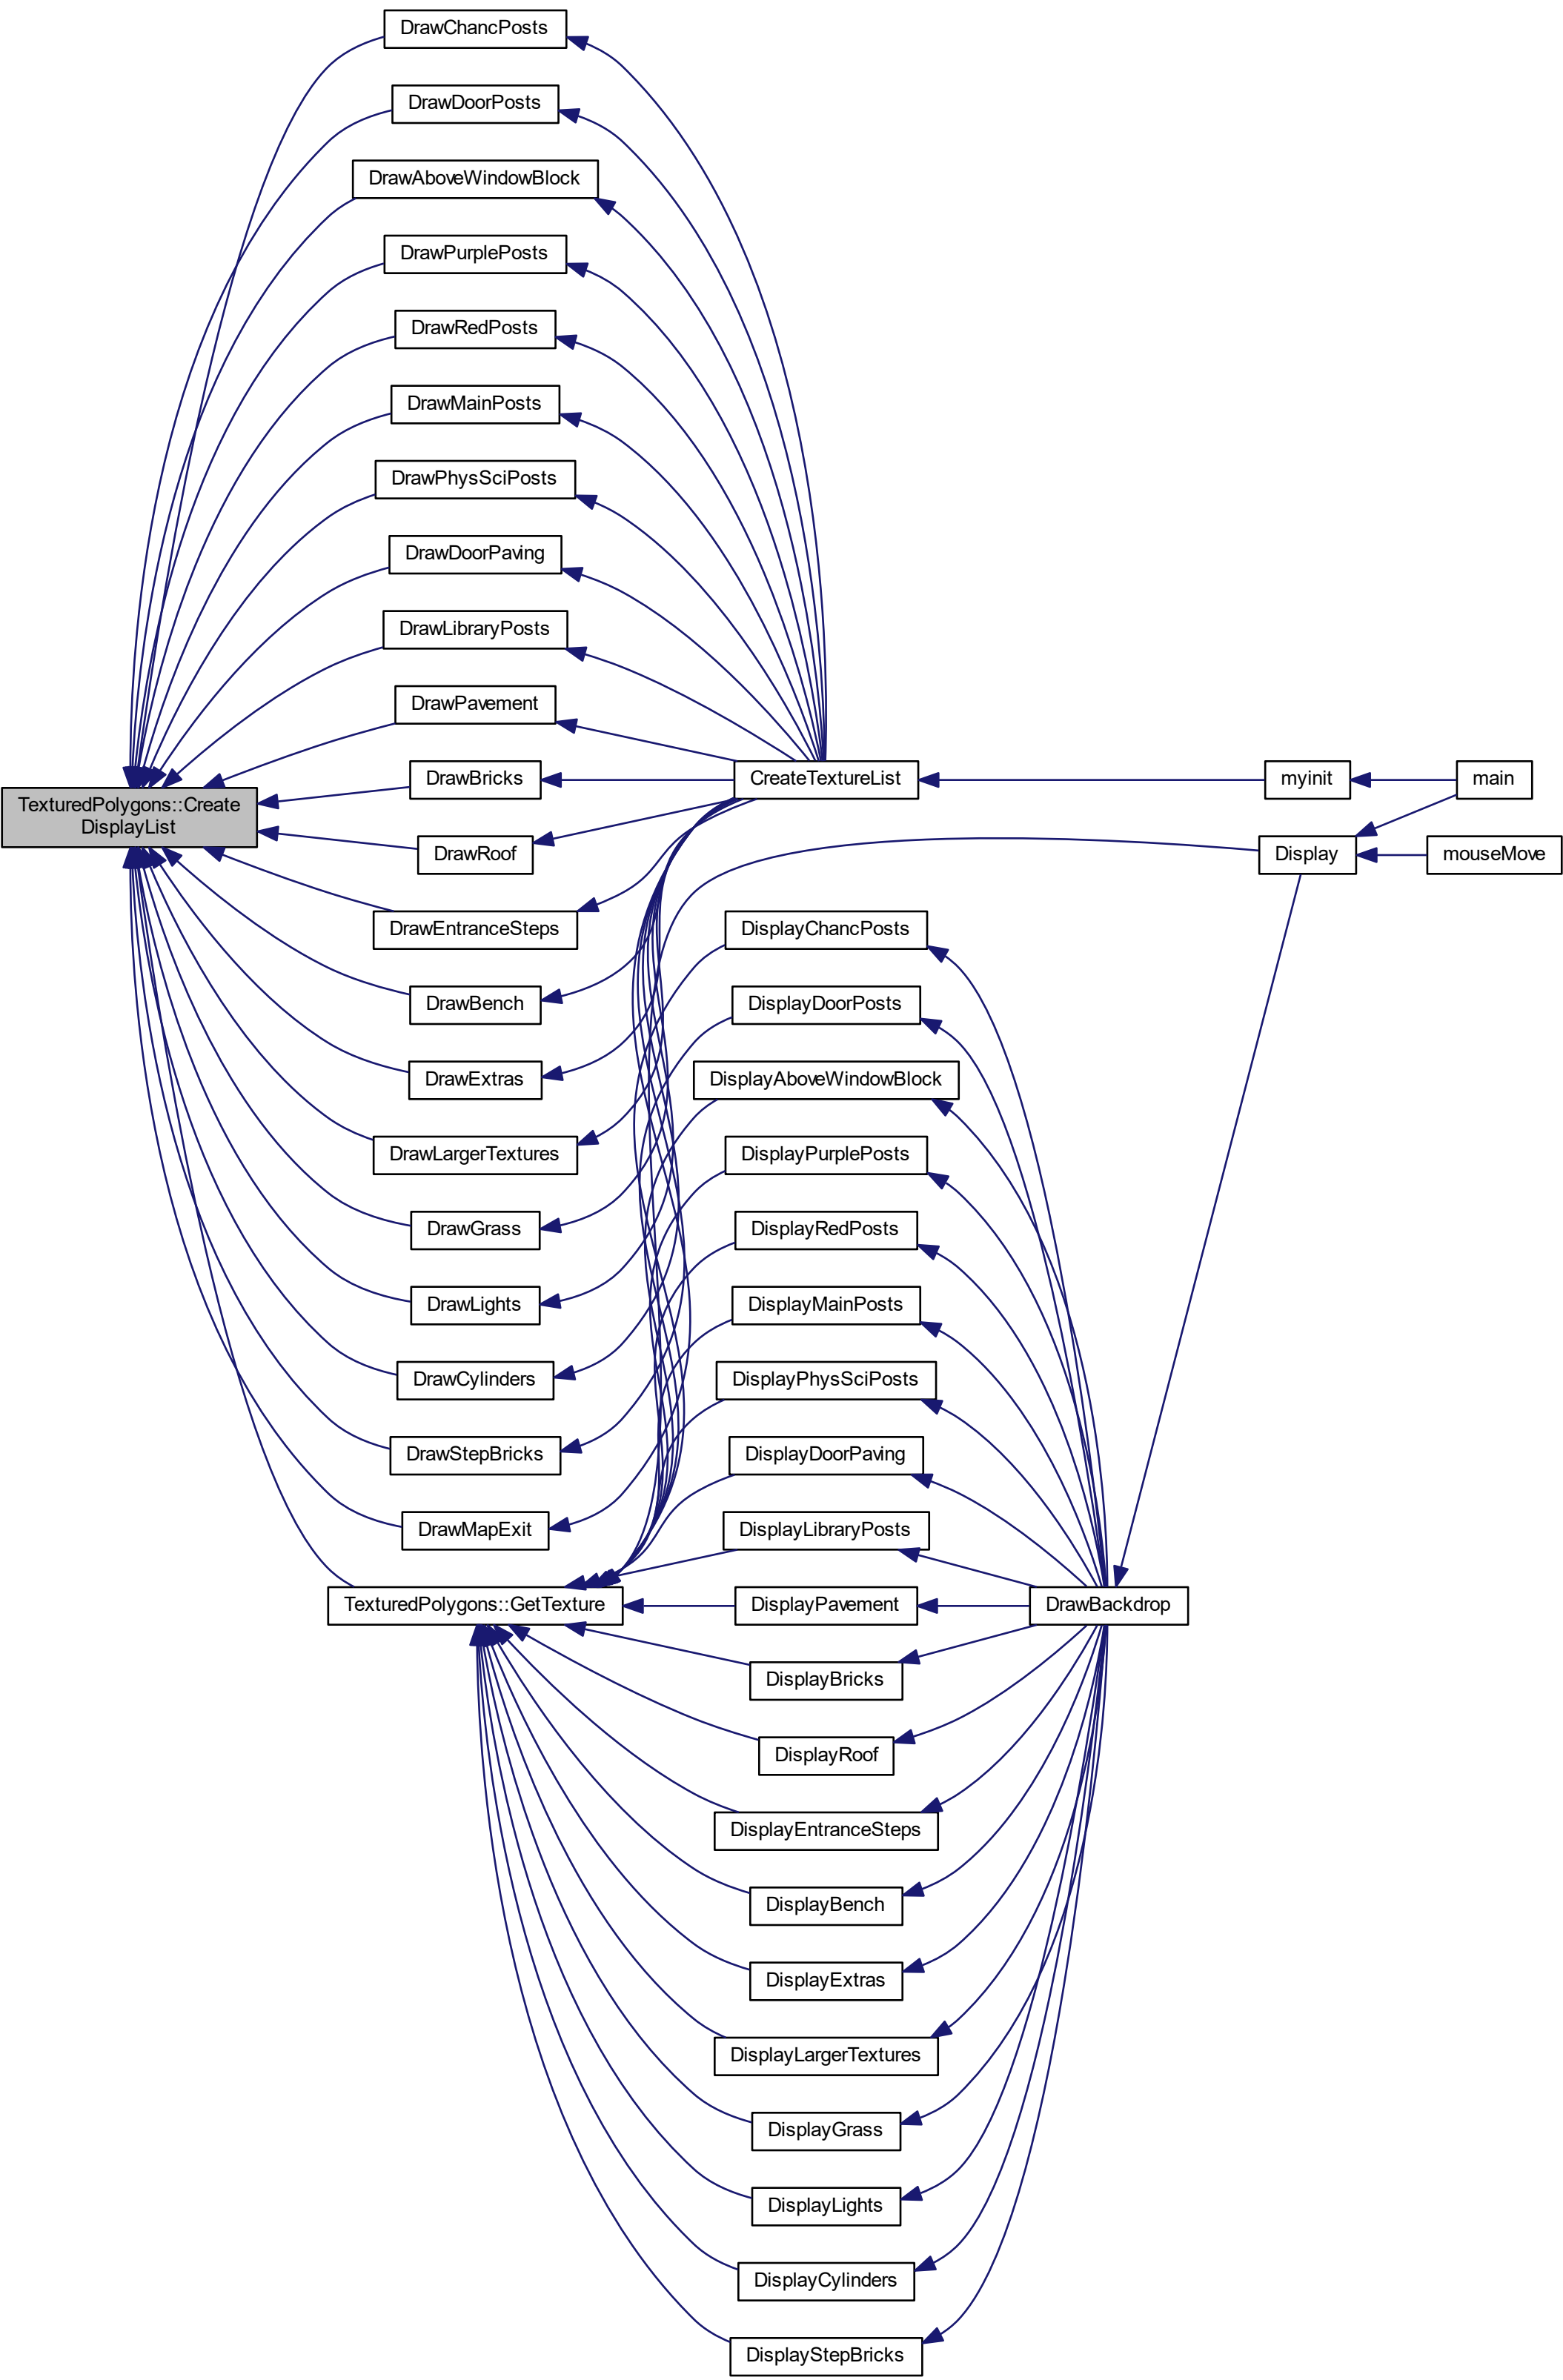 DrawChancPosts
DrawDoorPosts
DrawAboveWindowBlock
DrawPurplePosts
DrawRedPosts
DrawMainPosts
DrawPhysSciPosts
DrawDoorPaving
DrawLibraryPosts
DrawPavement
DrawBricks
CreateTextureList
myinit
main
TexturedPolygons::Create
DisplayList
DrawRoof
Display
mouseMove
DrawEntranceSteps
DisplayChancPosts
DrawBench
DisplayDoorPosts
DrawExtras
DisplayAboveWindowBlock
DrawLargerTextures
DisplayPurplePosts
DrawGrass
DisplayRedPosts
DrawLights
DisplayMainPosts
DrawCylinders
DisplayPhysSciPosts
DrawStepBricks
DisplayDoorPaving
DrawMapExit
DisplayLibraryPosts
TexturedPolygons::GetTexture
DisplayPavement
DrawBackdrop
DisplayBricks
DisplayRoof
DisplayEntranceSteps
DisplayBench
DisplayExtras
DisplayLargerTextures
DisplayGrass
DisplayLights
DisplayCylinders
DisplayStepBricks